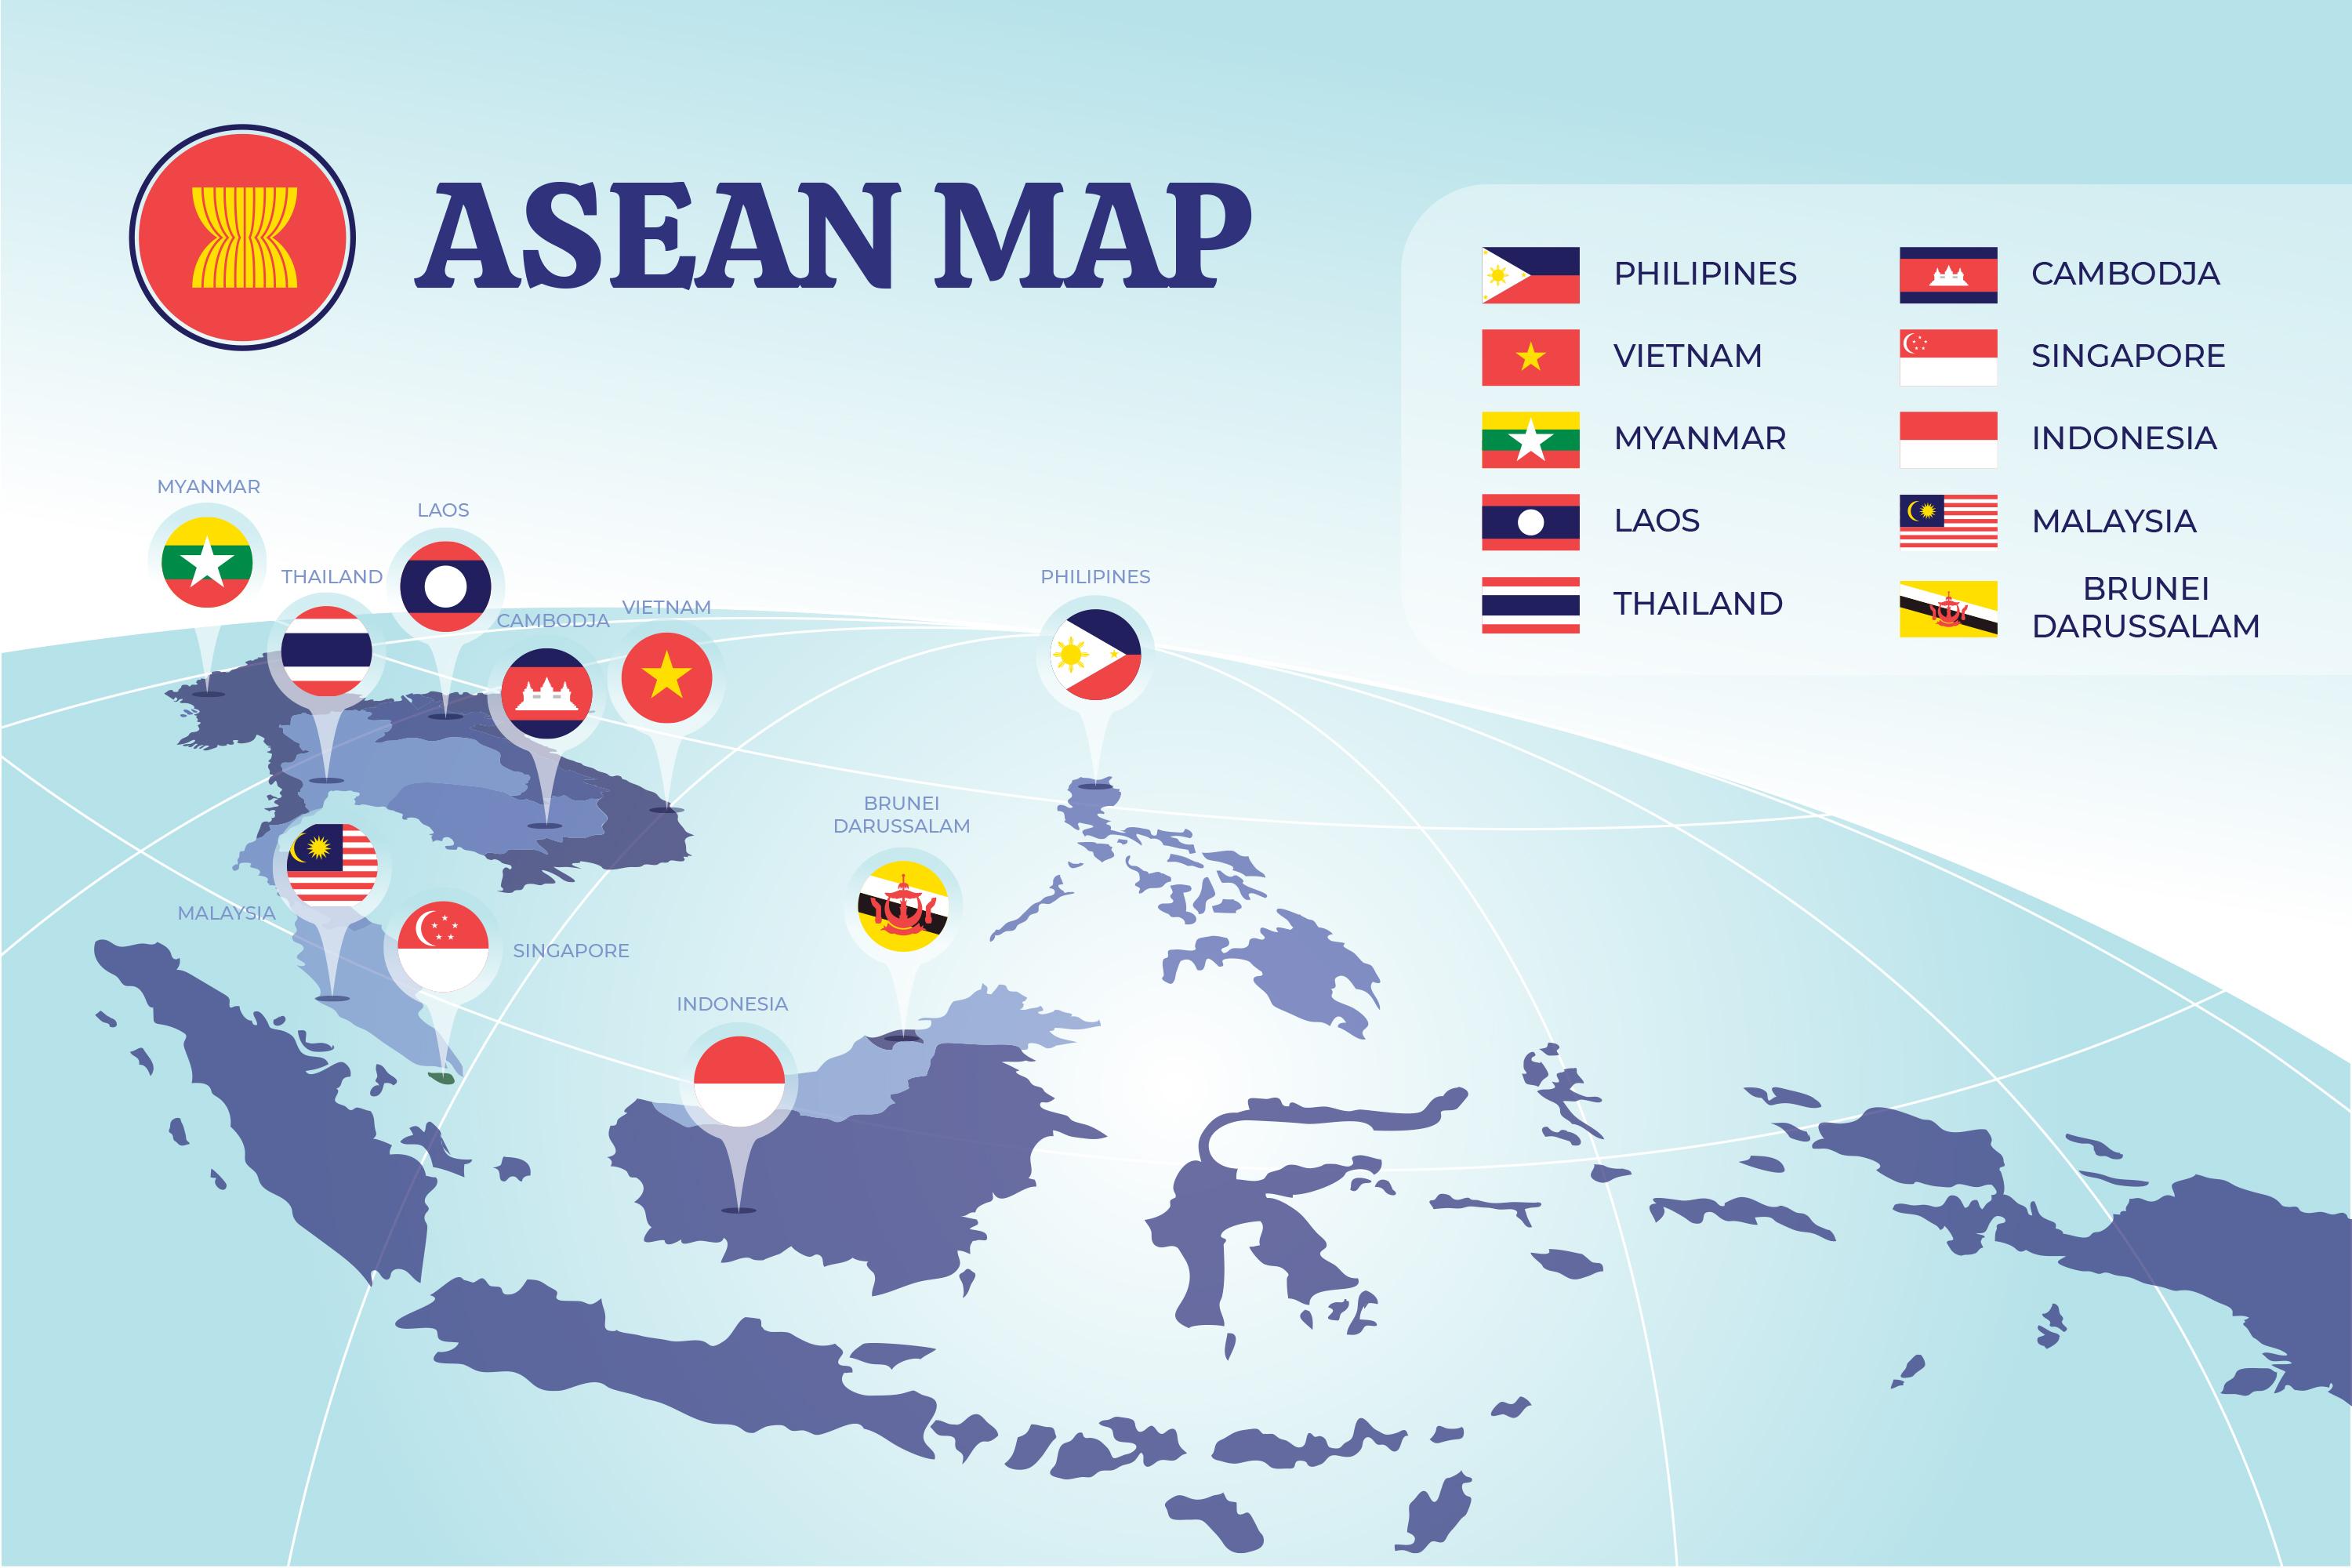 ASEAN MAP
PHILIPINES
VIETNAM
MYANMAR
LAOS
THAILAND
CAMBODJA
SINGAPORE
INDONESIA
MALAYSIA
BRUNEI
DARUSSALAM
MYANMAR
LAOS
THAILAND
CAMBODJA
VIETNAM
PHILIPINES
BRUNEI
DARUSSALAM
MALAYSIA
SINGAPORE
INDONESIA